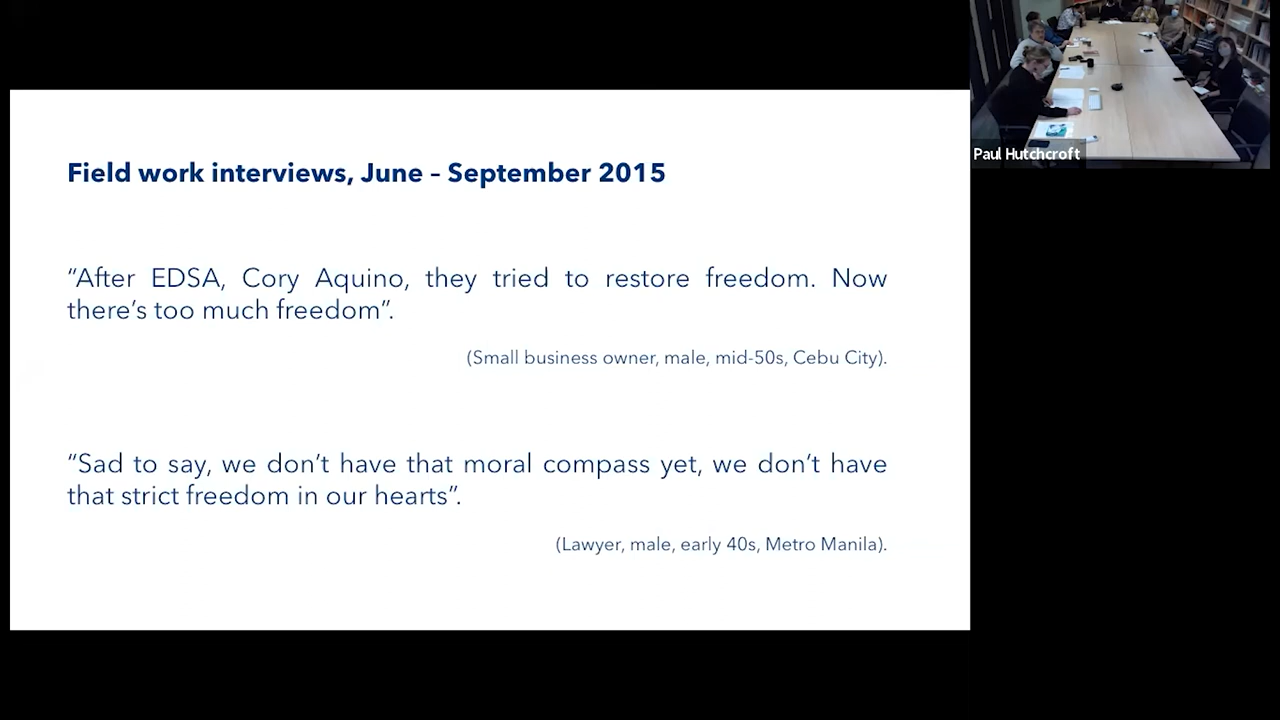 Field work interviews, June – September 2015
“After EDSA, Cory Aquino, they tried to restore freedom. Now
there’s too much freedom”.
(Small business owner, male, mid-50s, Cebu City).
“Sad to say, we don’t have that moral compass yet, we don’t have
that strict freedom in our hearts”.
(Lawyer, male, early 40s, Metro Manila).
Paul Hutchcroft